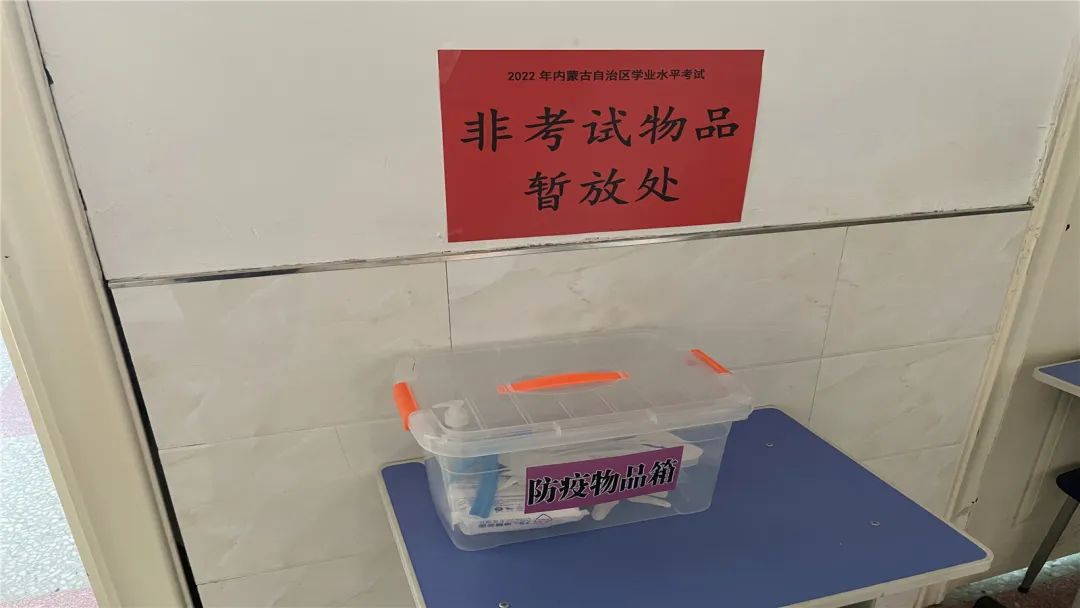 2022 年内蒙古自治区学业水平考试
非考试物品
暂放处
防疫物品箱